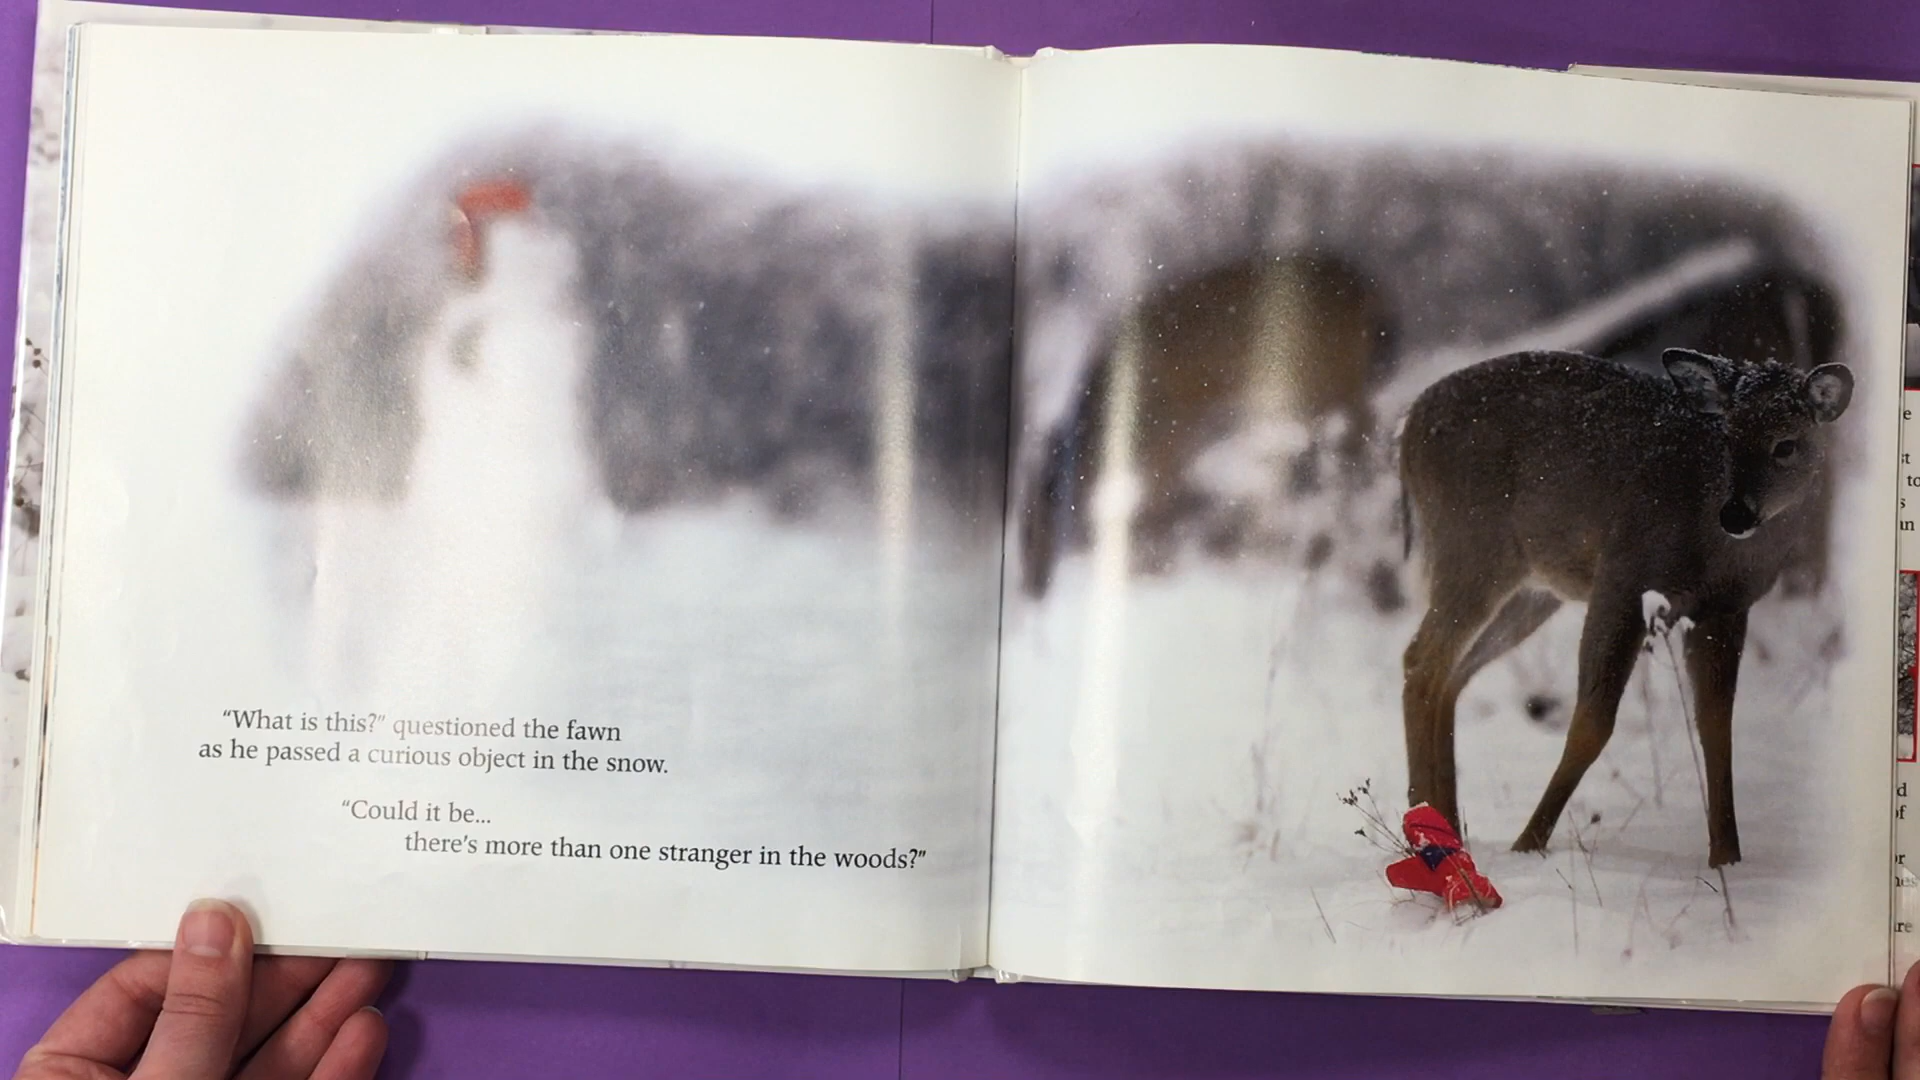 “What is this?” questioned the fawn
as he passed a curious object in the snow.
“Could it be...
there’s more than one stranger in the woods?”